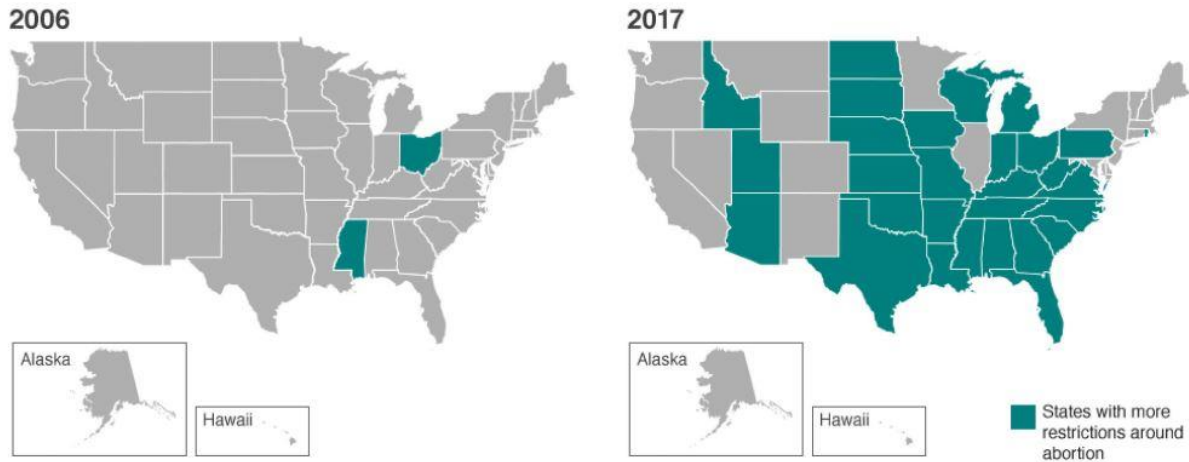 2006
2017
Alaska
Hawaii
Alaska
Hawaii
States with more
restrictions around
abortion